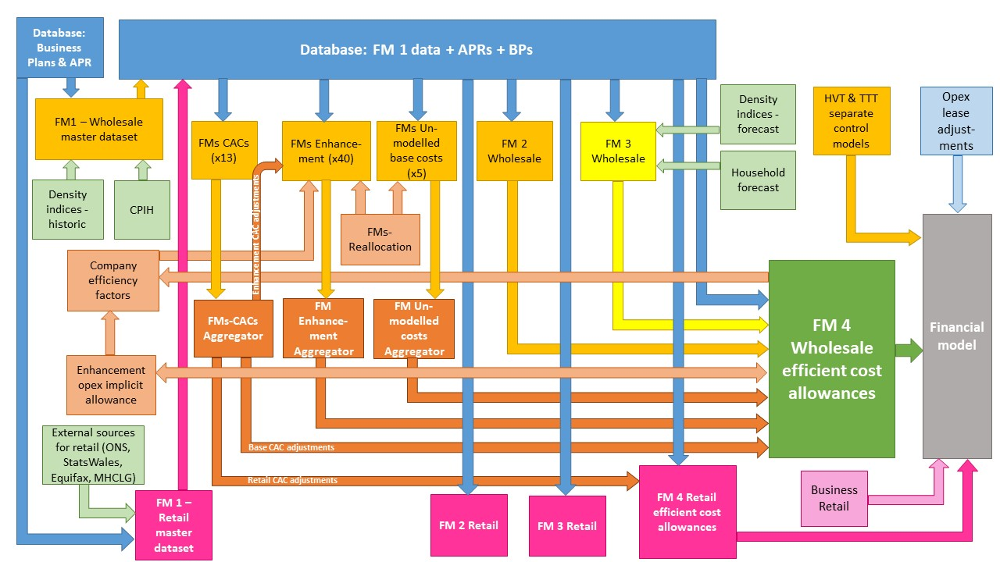 Database:
Business
Plans & APR
Database: FM 1 data + APRs + BPs
FM1 – Wholesale
master dataset
FMs CACs
(x13)
FMs Enhance-
ment (x40)
FMs Un-
modelled
base costs
(x5)
FM 2
Wholesale
FM 3
Wholesale
Density
indices -
forecast
Household
forecast
HVT & TTT
separate
control
models
Opex
lease
adjust-
ments
Density
indices -
historic
CPIH
Enhancement CAC adjustments
FMs-
Reallocation
Company
efficiency
factors
FMs-CACs
Aggregator
FM
Enhance-
ment
Aggregator
FM Un-
modelled
costs
Aggregator
FM 4
Wholesale
efficient cost
allowances
Financial
model
Enhancement
opex implicit
allowance
External sources
for retail (ONS,
StatsWales,
Equifax, MHCLG)
Base CAC adjustments
Retail CAC adjustments
FM 1 –
Retail
master
dataset
FM 2 Retail
FM 3 Retail
FM 4 Retail
efficient cost
allowances
Business
Retail